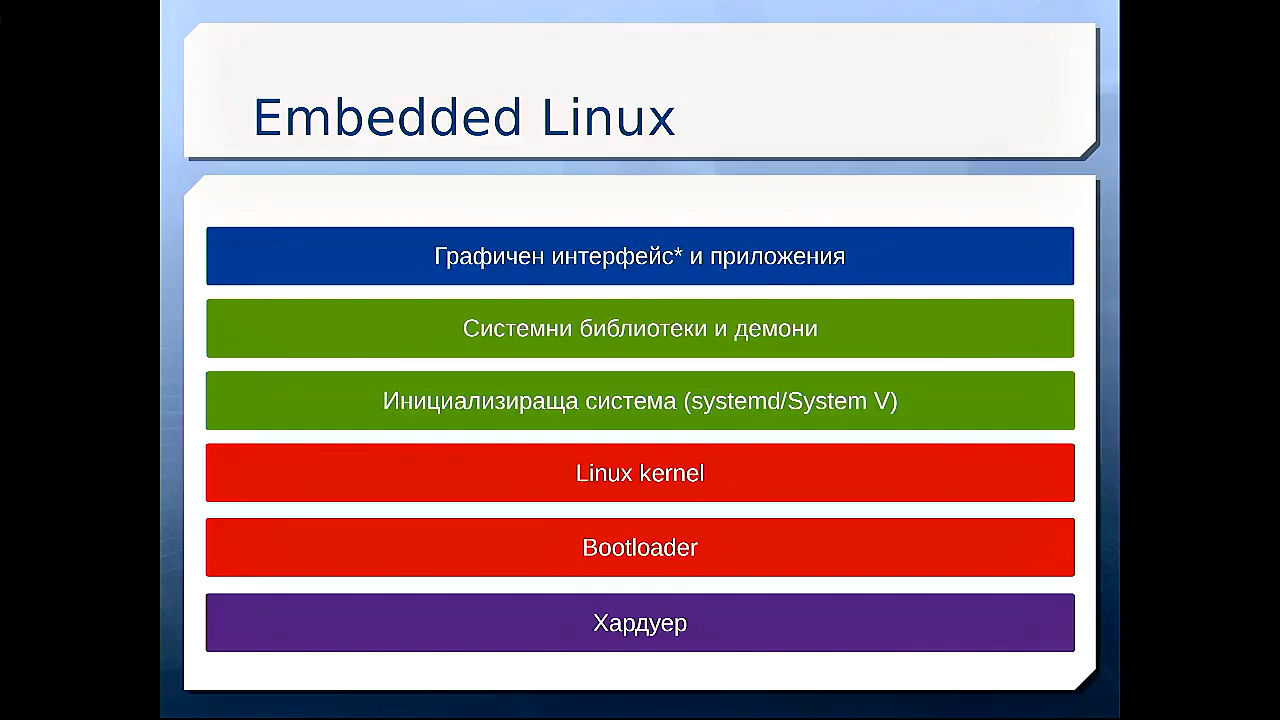 Embedded Linux
Графичен интерфейс* и приложения
Системни библиотеки и демони
Инициализираща система (systemd/System V)
Linux kernel
Bootloader
Хардуер